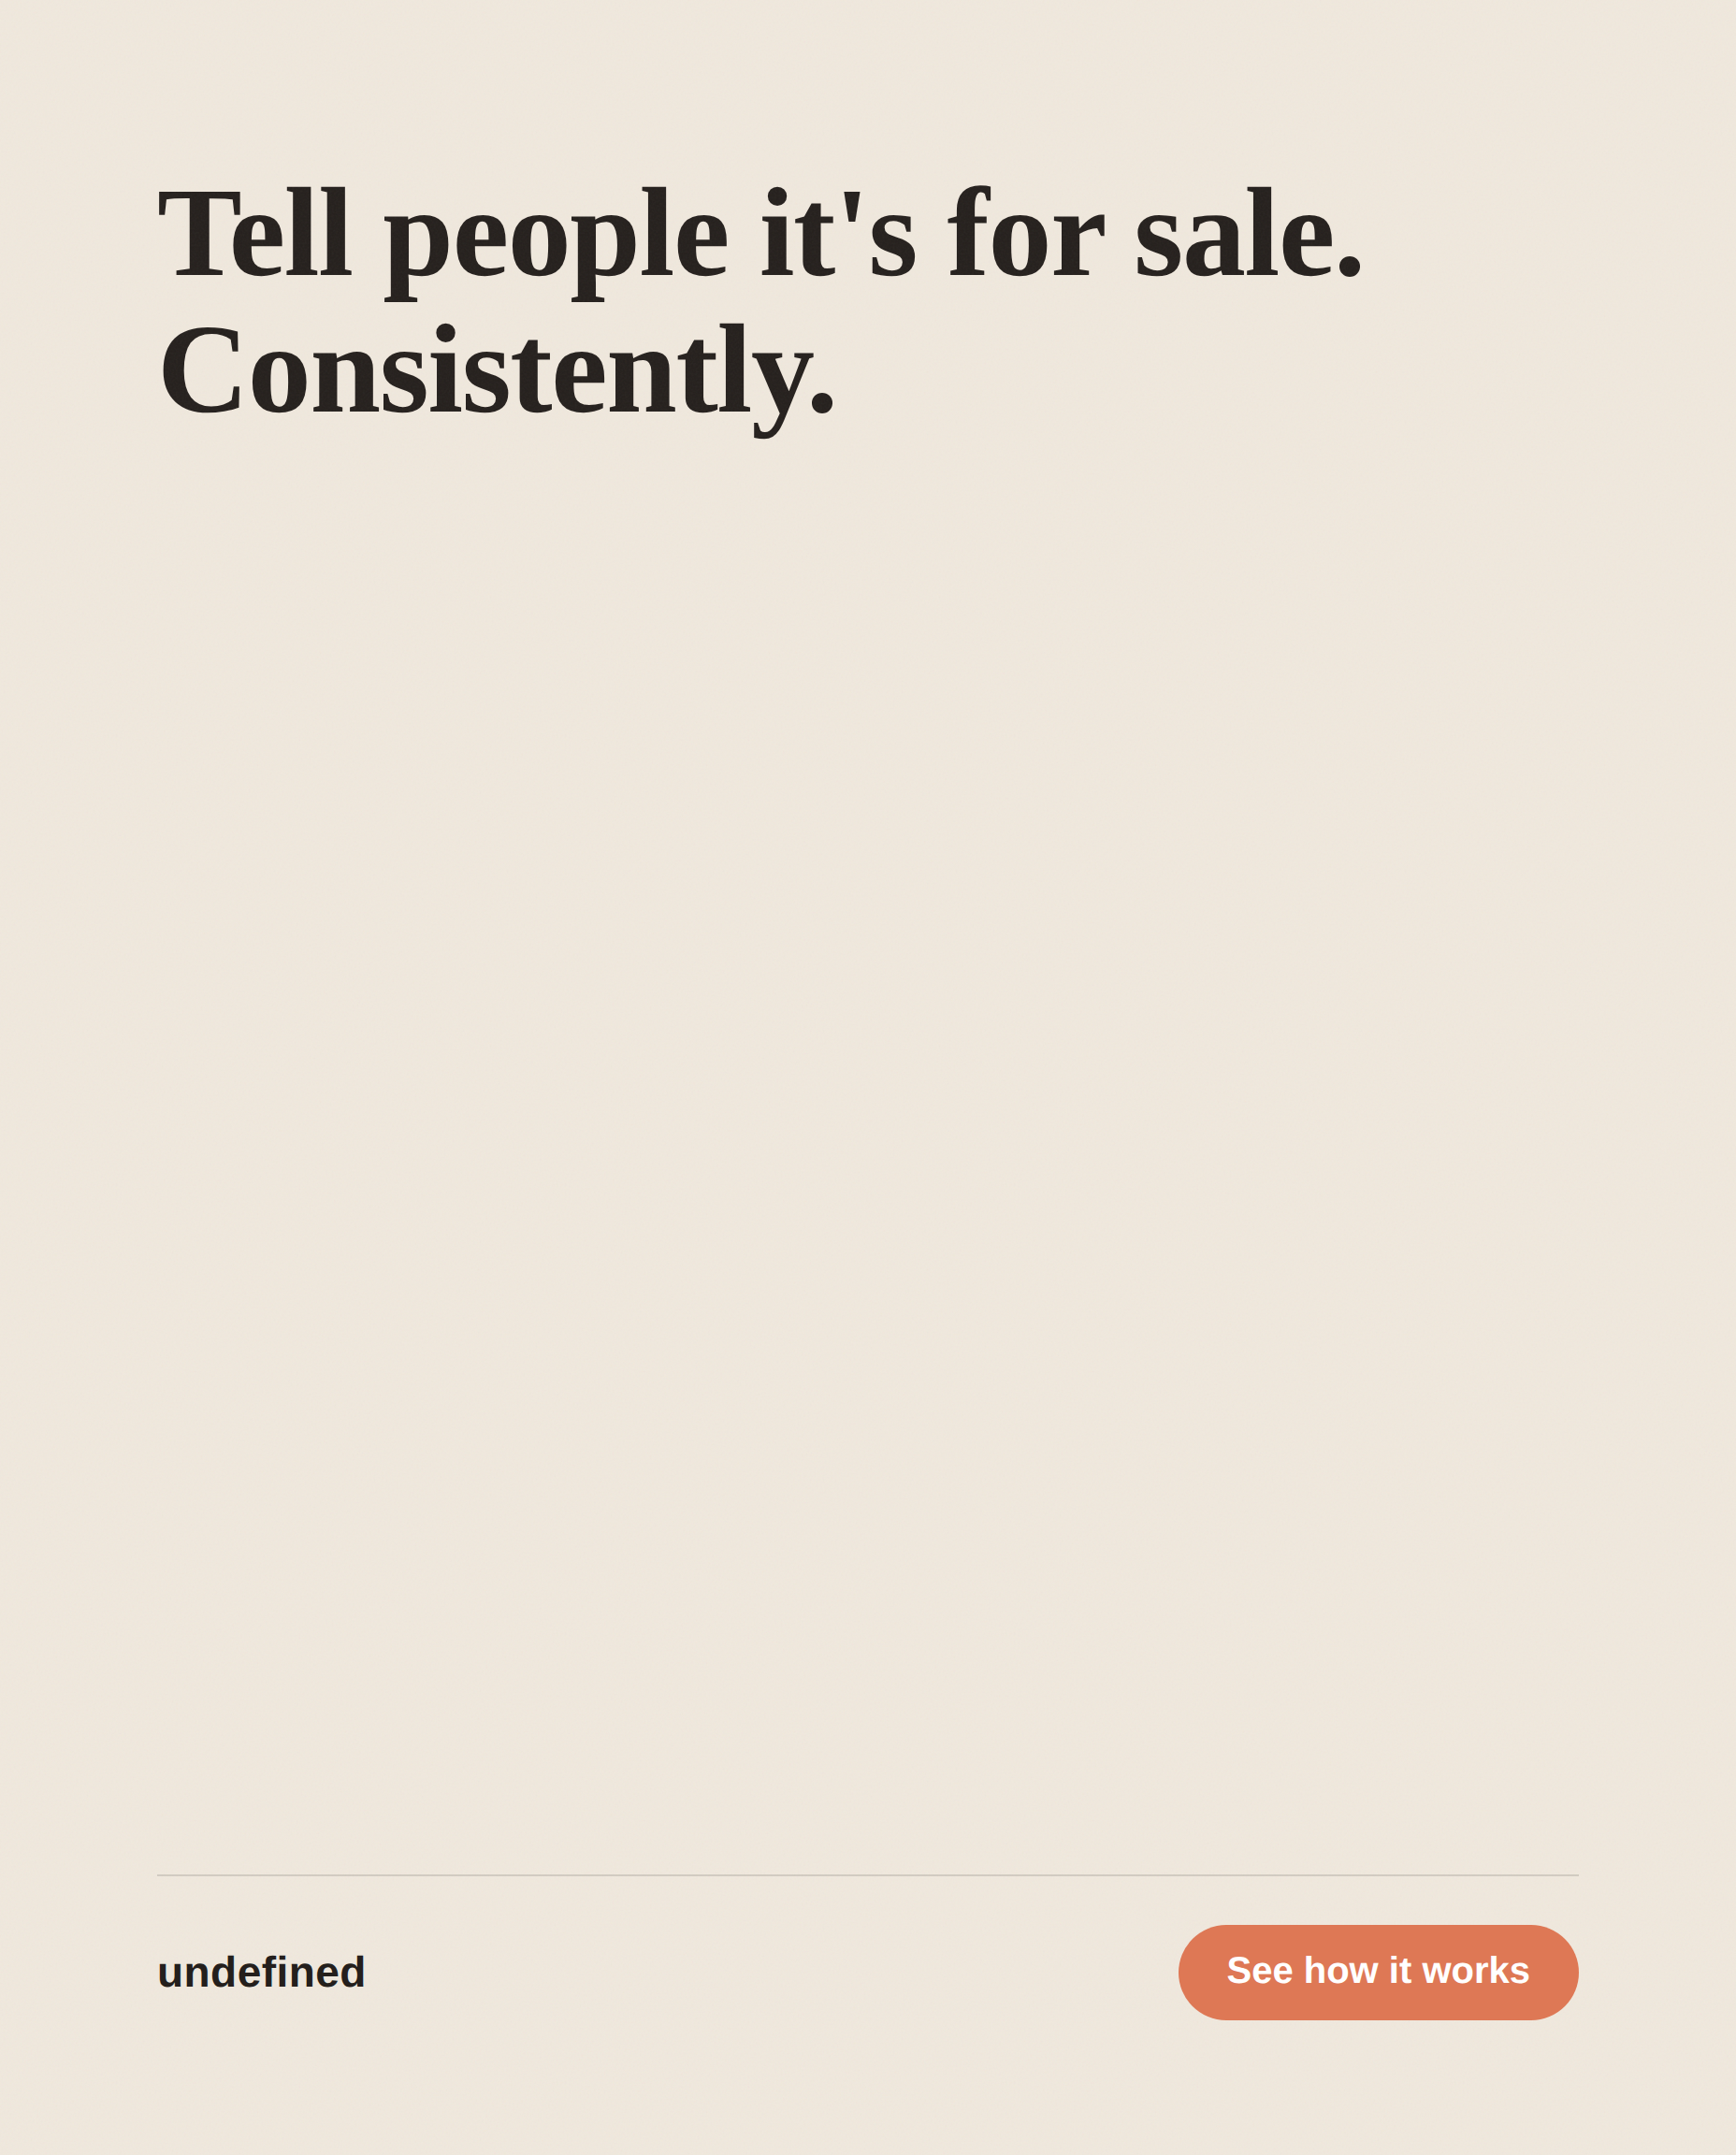 Tell people it's for sale.
Consistently.
undefined
See how it works